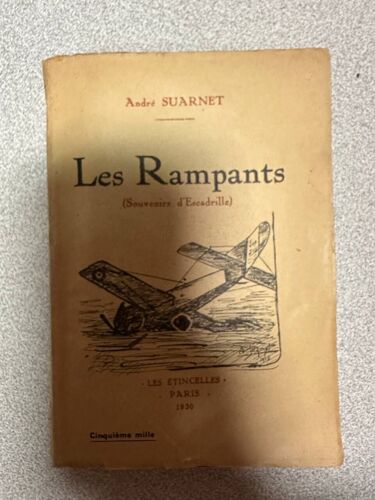 André SUARNET
Les Rampants
(Souvenirs d'Escadrille)
• LES ÉTINCELLES •
• PARIS •
1930
Cinquième mille